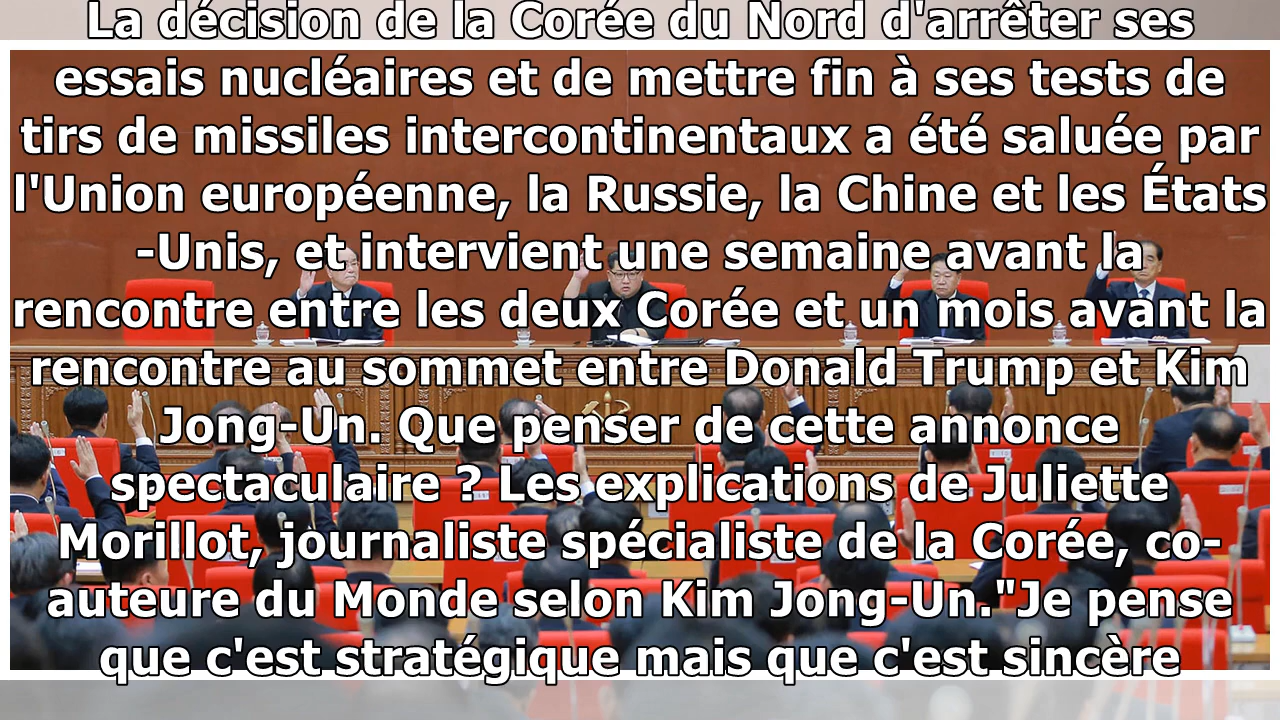 La décision de la Corée du Nord d'arrêter ses
essais nucléaires et de mettre fin à ses tests de
tirs de missiles intercontinentaux a été saluée par
l'Union européenne, la Russie, la Chine et les États
-Unis, et intervient une semaine avant la
rencontre entre les deux Corée et un mois avant la
rencontre au sommet entre Donald Trump et Kim
Jong-Un. Que penser de cette annonce
spectaculaire ? Les explications de Juliette
Morillot, journaliste spécialiste de la Corée, co-
auteure du Monde selon Kim Jong-Un."Je pense
que c'est stratégique mais que c'est sincère